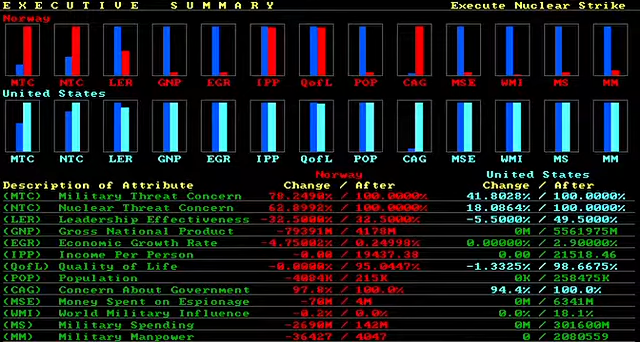 EXECUTIVE SUMMARY Execute Nuclear Strike
Norway
MTC NTC LER GNP EGR IPP QofL POP CAG MSE WMI MS MM
United States
MTC NTC LER GNP EGR IPP QofL POP CAG MSE WMI MS MM
Norway United States
Description of Attribute Change / After Change / After
(MTC) Military Threat Concern 78.2498% / 100.0000% 41.8028% / 100.0000%
(NTC) Nuclear Threat Concern 62.8992% / 100.0000% 18.0864% / 100.0000%
(LER) Leadership Effectiveness -32.5000% / 32.5000% -5.5000% / 49.5000%
(GNP) Gross National Product -79391M / 4178M 0M / 5561975M
(EGR) Economic Growth Rate -4.75002% / 0.24998% 0.00000% / 2.90000%
(IPP) Income Per Person -0.00 / 19437.38 0.00 / 21518.46
(QofL) Quality of Life -0.0000% / 95.0447% -1.3325% / 98.6675%
(POP) Population -4084K / 215K 0K / 258475K
(CAG) Concern About Government 97.8% / 100.0% 94.4% / 100.0%
(MSE) Money Spent on Espionage -70M / 4M 0M / 6341M
(WMI) World Military Influence -0.2% / 0.0% 0.0% / 18.1%
(MS) Military Spending -2690M / 142M 0M / 301600M
(MM) Military Manpower -36427 / 4047 0 / 2080559